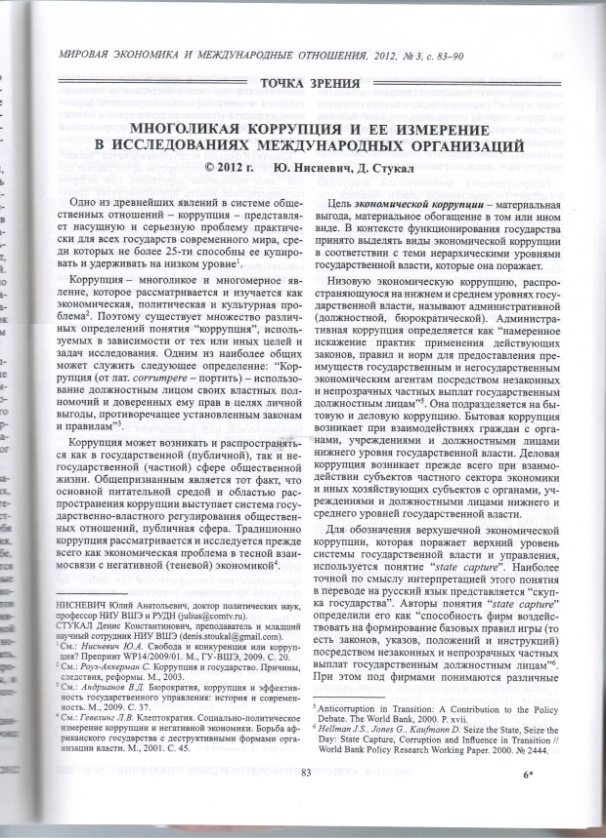 МИРОВАЯ ЭКОНОМИКА И МЕЖДУНАРОДНЫЕ ОТНОШЕНИЯ, 2012, № 3, с. 83–90
ТОЧКА ЗРЕНИЯ
МНОГОЛИКАЯ КОРРУПЦИЯ И ЕЕ ИЗМЕРЕНИЕ
В ИССЛЕДОВАНИЯХ МЕЖДУНАРОДНЫХ ОРГАНИЗАЦИЙ
© 2012 г. Ю. Нисневич, Д. Стукал
Одно из древнейших явлений в системе обще-
ственных отношений – коррупция – представля-
ет насущную и серьезную проблему практиче-
ски для всех государств современного мира, сре-
ди которых не более 25-ти способны ее купиро-
вать и удерживать на низком уровне¹.
Коррупция – многоликое и многомерное яв-
ление, которое рассматривается и изучается как
экономическая, политическая и культурная про-
блема². Поэтому существует множество различ-
ных определений понятия “коррупция”, исполь-
зуемых в зависимости от тех или иных целей и
задач исследования. Одним из наиболее общих
может служить следующее определение: “Кор-
рупция (от лат. corrumpere – портить) – использо-
вание должностным лицом своих властных пол-
номочий и доверенных ему прав в целях личной
выгоды, противоречащее установленным законам
и правилам”³.
Коррупция может возникать и распространять-
ся как в государственной (публичной), так и не-
государственной (частной) сфере общественной
жизни. Общепризнанным является тот факт, что
основной питательной средой и областью рас-
пространения коррупции выступает система госу-
дарственно-властного регулирования обществен-
ных отношений, публичная сфера. Традиционно
коррупция рассматривается и исследуется прежде
всего как экономическая проблема в тесной взаи-
мосвязи с негативной (теневой) экономикой⁴.
НИСНЕВИЧ Юлий Анатольевич, доктор политических наук,
профессор НИУ ВШЭ и РУДН (julius@comtv.ru).
СТУКАЛ Денис Константинович, преподаватель и младший
научный сотрудник НИУ ВШЭ (denis.stoukal@gmail.com).
¹ См.: Нисневич Ю.А. Свобода и конкуренция или корруп-
ция? Препринт WP14/2009/01. М., ГУ-ВШЭ, 2009. С. 20.
² См.: Роуз-Аккерман С. Коррупция и государство. Причины,
следствия, реформы. М., 2003.
³ См.: Андрианов В.Д. Бюрократия, коррупция и эффектив-
ность государственного управления: история и современ-
ность. М., 2009. С. 37.
⁴ См.: Гевелинг Л.В. Клептократия. Социально-политическое
измерение коррупции и негативной экономики. Борьба аф-
риканского государства с деструктивными формами орга-
низации власти. М., 2001. С. 45.
Цель экономической коррупции – материальная
выгода, материальное обогащение в том или ином
виде. В контексте функционирования государства
принято выделять виды экономической коррупции
в соответствии с теми иерархическими уровнями
государственной власти, которые она поражает.
Низовую экономическую коррупцию, распро-
страняющуюся на нижнем и среднем уровнях госу-
дарственной власти, называют административной
(должностной, бюрократической). Администра-
тивная коррупция определяется как “намеренное
искажение практик применения действующих
законов, правил и норм для предоставления пре-
имуществ государственным и негосударственным
экономическим агентам посредством незаконных
и непрозрачных частных выплат государственным
должностным лицам”⁵. Она подразделяется на бы-
товую и деловую коррупцию. Бытовая коррупция
возникает при взаимодействиях граждан с орга-
нами, учреждениями и должностными лицами
нижнего уровня государственной власти. Деловая
коррупция возникает прежде всего при взаимо-
действии субъектов частного сектора экономики
и иных хозяйствующих субъектов с органами, уч-
реждениями и должностными лицами нижнего и
среднего уровней государственной власти.
Для обозначения верхушечной экономической
коррупции, которая поражает верхний уровень
системы государственной власти и управления,
используется понятие “state capture”. Наиболее
точной по смыслу интерпретацией этого понятия
в переводе на русский язык представляется “скуп-
ка государства”. Авторы понятия “state capture”
определили его как “способность фирм воздейс-
твовать на формирование базовых правил игры (то
есть законов, указов, положений и инструкций)
посредством незаконных и непрозрачных частных
выплат государственным должностным лицам”⁶.
При этом под фирмами понимаются различные
⁵ Anticorruption in Transition: A Contribution to the Policy
Debate. The World Bank, 2000. P. xvii.
⁶ Hellman J.S., Jones G., Kaufmann D. Seize the State, Seize the
Day: State Capture, Corruption and Influence in Transition //
World Bank Policy Research Working Paper. 2000. № 2444.
83
6*